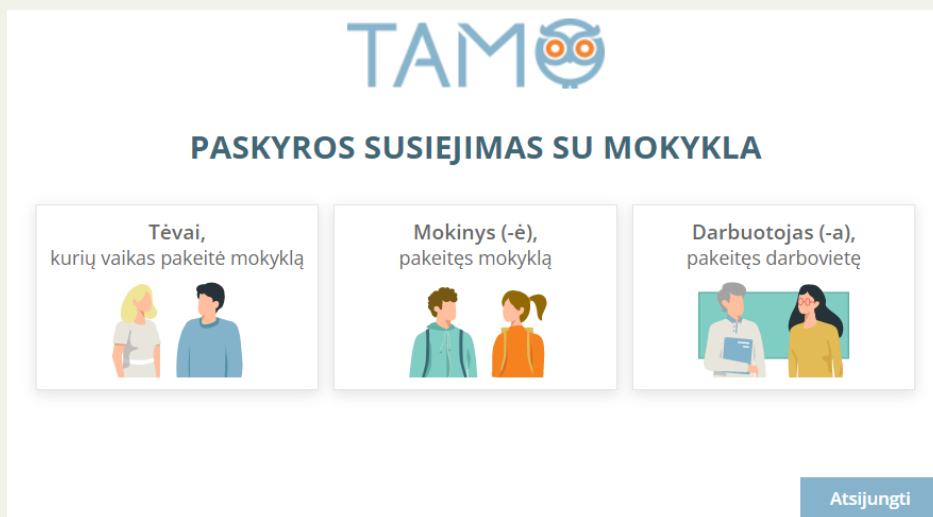 TAMO
PASKYROS SUSIEJIMAS SU MOKYKLA
Tėvai,
kurių vaikas pakeitė mokyklą
Mokinys (-ė),
pakeitęs mokyklą
Darbuotojas (-a),
pakeitęs darbovietę
Atsijungti